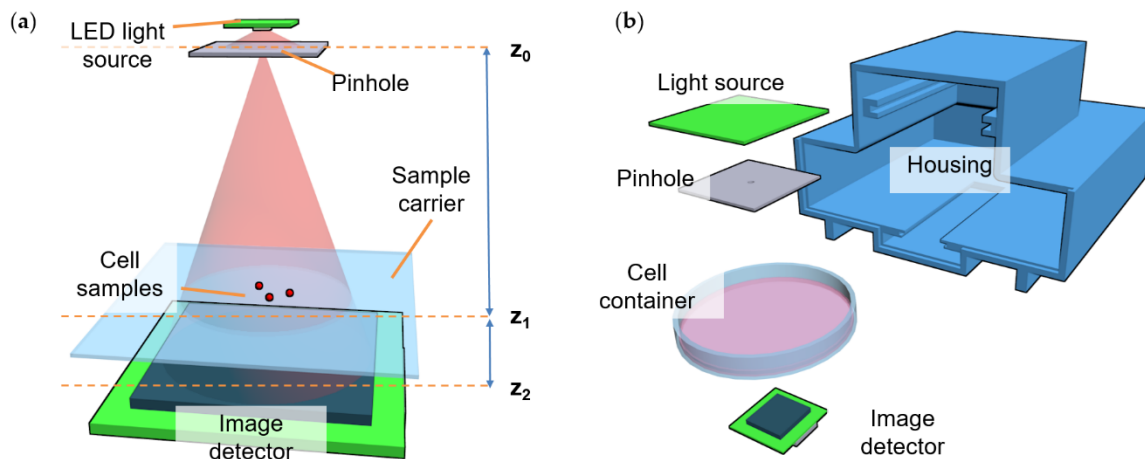 (a)
LED light
source
Pinhole
z0
Sample
carrier
Cell
samples
z1
z2
Image
detector
(b)
Light source
Pinhole
Housing
Cell
container
Image
detector